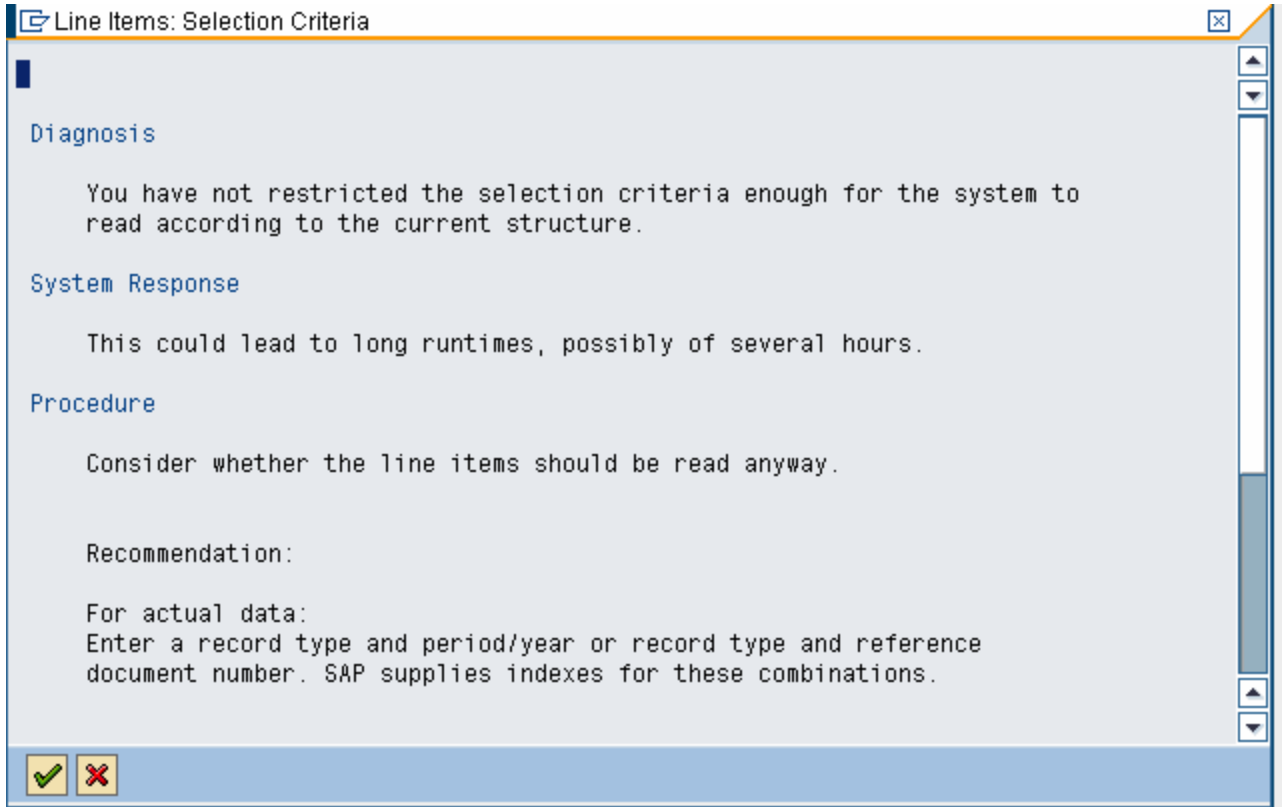 Line Items: Selection Criteria
Diagnosis
You have not restricted the selection criteria enough for the system to
read according to the current structure.
System Response
This could lead to long runtimes, possibly of several hours.
Procedure
Consider whether the line items should be read anyway.
Recommendation:
For actual data:
Enter a record type and period/year or record type and reference
document number. SAP supplies indexes for these combinations.